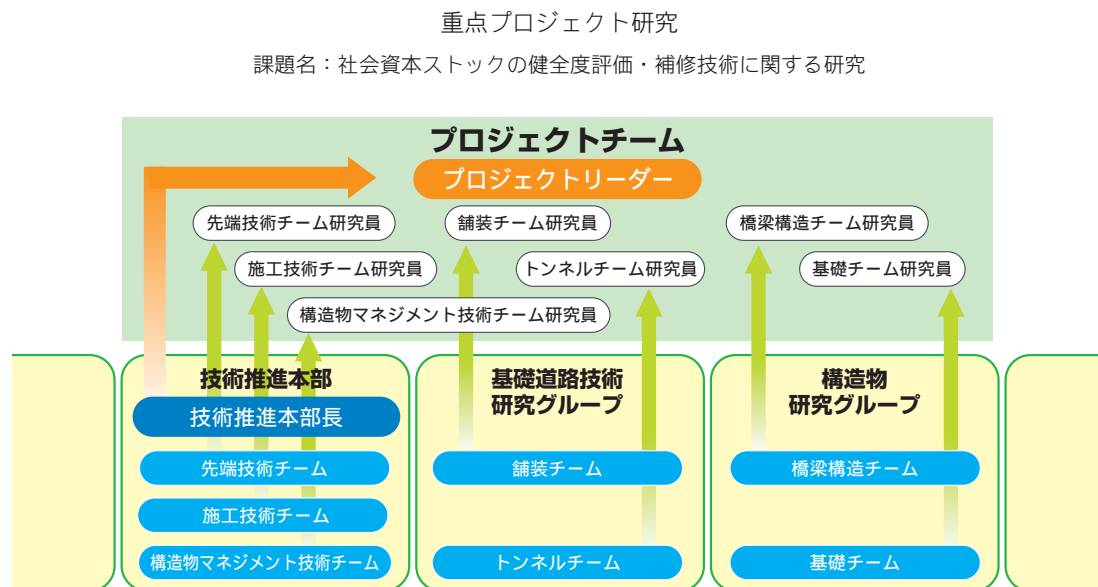 重点プロジェクト研究
課題名：社会資本ストックの健全度評価・補修技術に関する研究
プロジェクトチーム
プロジェクトリーダー
先端技術チーム研究員
舗装チーム研究員
橋梁構造チーム研究員
施工技術チーム研究員
トンネルチーム研究員
基礎チーム研究員
構造物マネジメント技術チーム研究員
技術推進本部
技術推進本部長
先端技術チーム
施工技術チーム
構造物マネジメント技術チーム
基礎道路技術
研究グループ
舗装チーム
トンネルチーム
構造物
研究グループ
橋梁構造チーム
基礎チーム